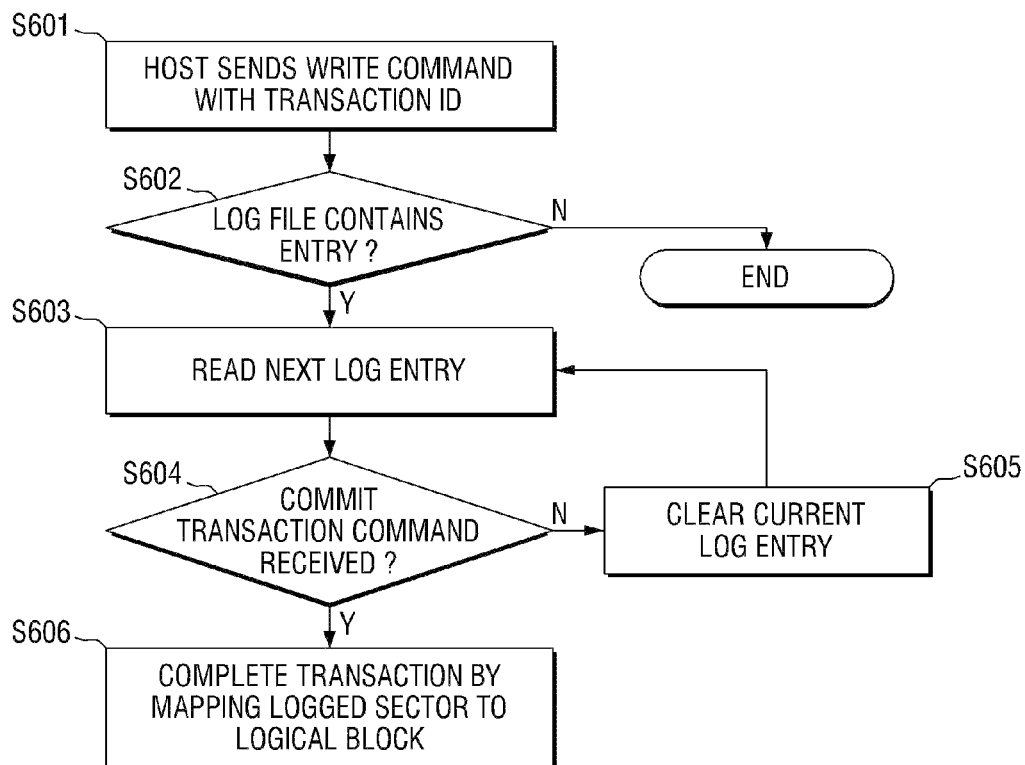 S601
HOST SENDS WRITE COMMAND
WITH TRANSACTION ID
S602
LOG FILE CONTAINS
ENTRY ?
N
END
Y
S603
READ NEXT LOG ENTRY
S604
COMMIT
TRANSACTION COMMAND
RECEIVED ?
N
S605
CLEAR CURRENT
LOG ENTRY
Y
S606
COMPLETE TRANSACTION BY
MAPPING LOGGED SECTOR TO
LOGICAL BLOCK